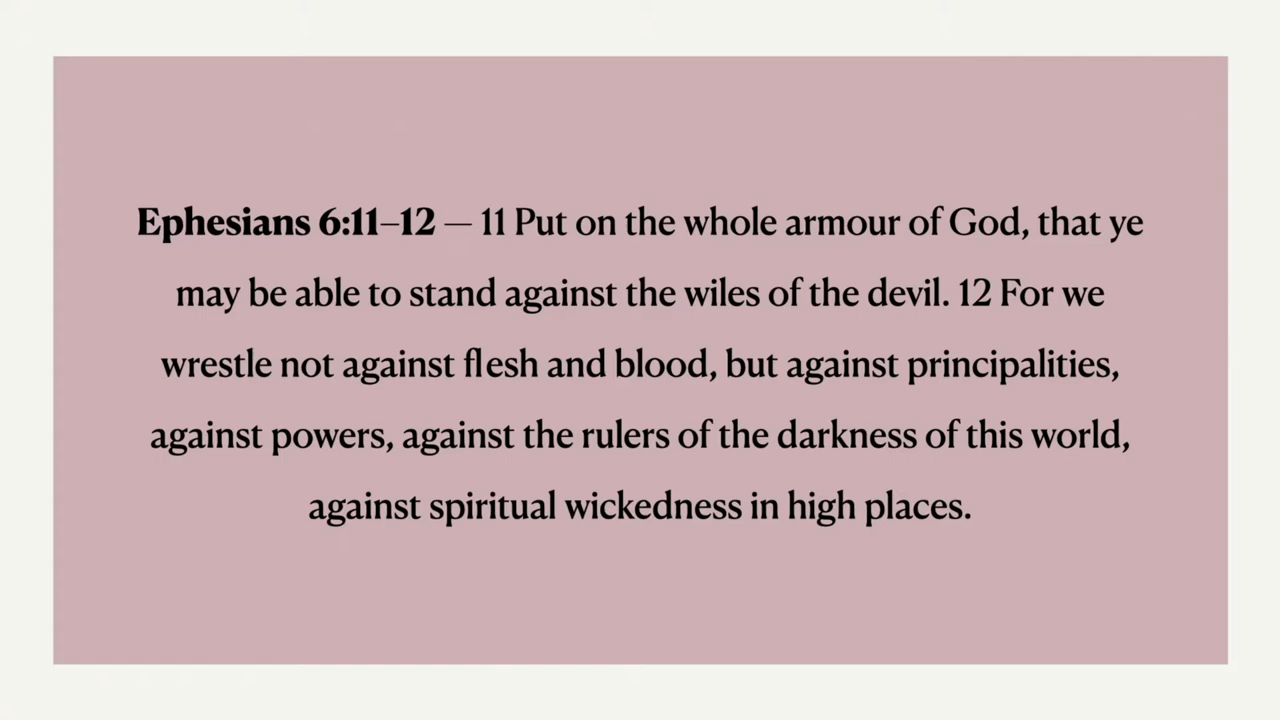 Ephesians 6:11–12 — 11 Put on the whole armour of God, that ye
may be able to stand against the wiles of the devil. 12 For we
wrestle not against flesh and blood, but against principalities,
against powers, against the rulers of the darkness of this world,
against spiritual wickedness in high places.